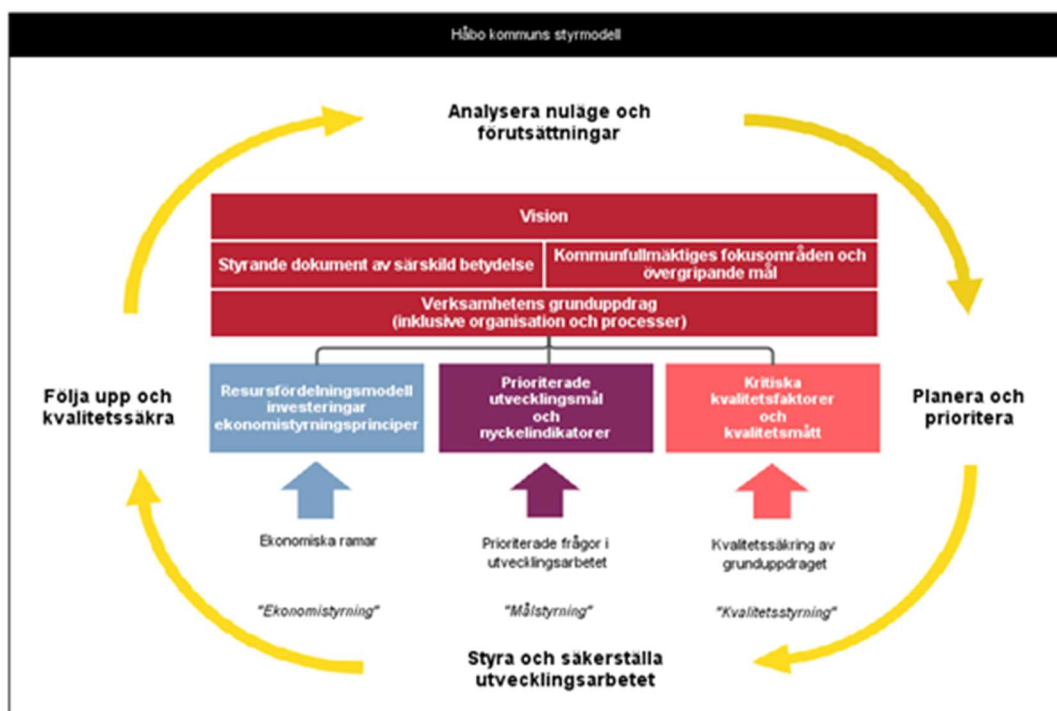 Håbo kommuns styrmodell
Analysera nuläge och
förutsättningar
Vision
Styrande dokument av särskild betydelse
Kommunfullmäktiges fokusområden och
övergripande mål
Verksamhetens grunduppdrag
(inklusive organisation och processer)
Följa upp och
kvalitetssäkra
Resursfördelningsmodell
investeringar
ekonomistyrningsprinciper
Prioriterade
utvecklingsmål
och
nyckelindikatorer
Kritiska
kvalitetsfaktorer
och
kvalitetsmått
Planera och
prioritera
Ekonomiska ramar
Prioriterade frågor i
utvecklingsarbetet
Kvalitetssäkring av
grunduppdraget
"Ekonomistyrning"
"Målstyrning"
"Kvalitetsstyrning"
Styra och säkerställa
utvecklingsarbetet